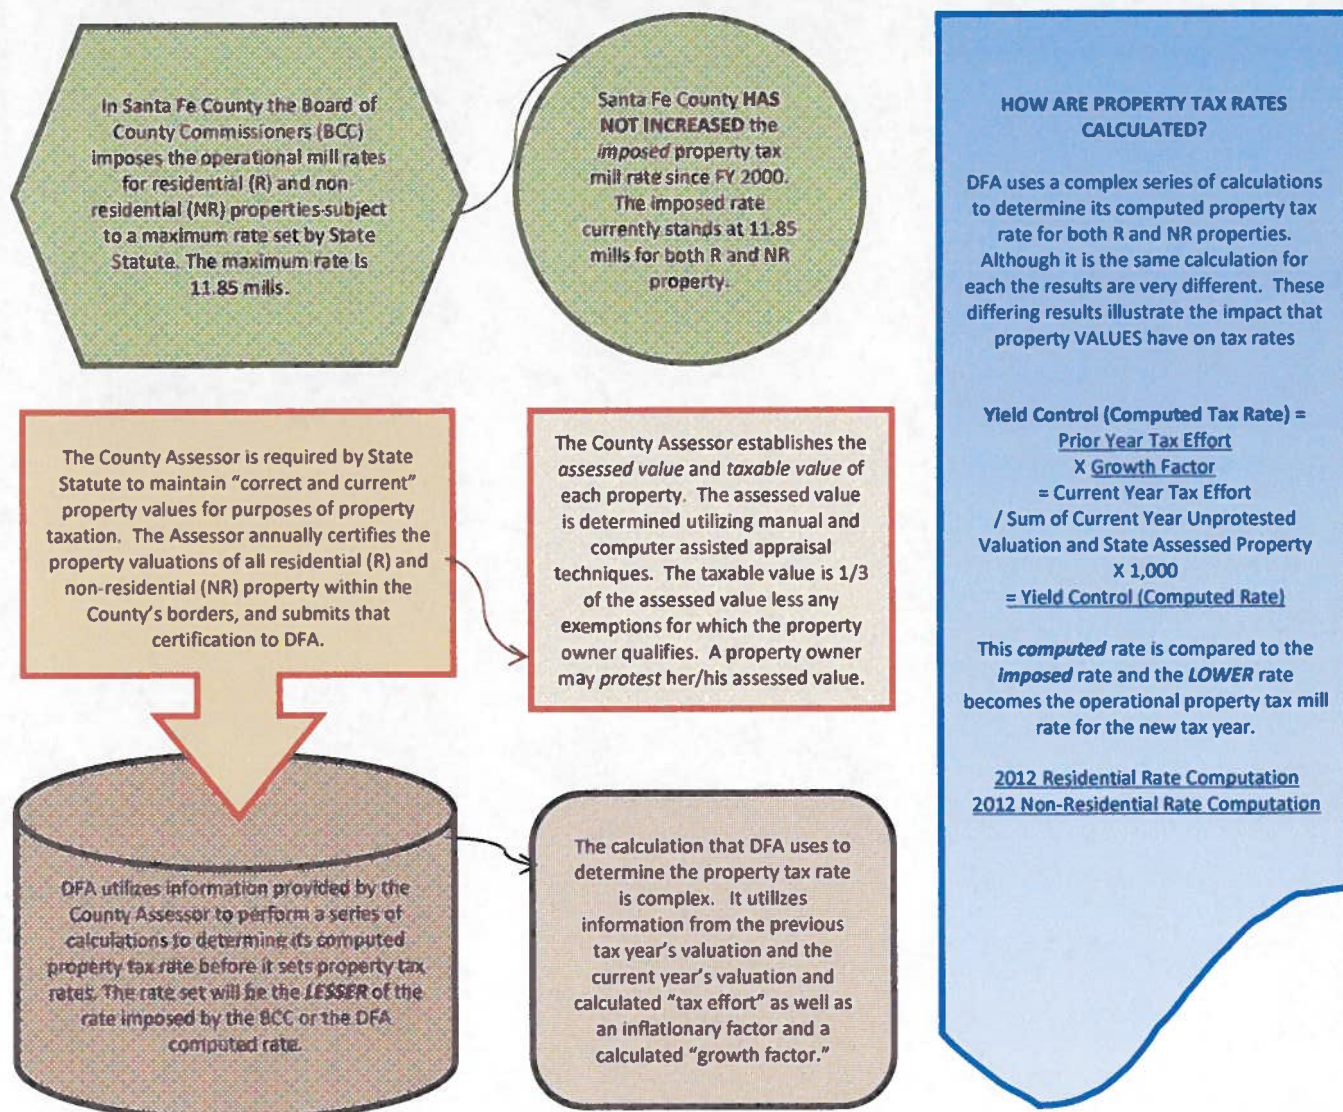 In Santa Fe County the Board of
County Commissioners (BCC)
imposes the operational mill rates
for residential (R) and non-
residential (NR) properties-subject
to a maximum rate set by State
Statute. The maximum rate is
11.85 mills.
Santa Fe County HAS
NOT INCREASED the
imposed property tax
mill rate since FY 2000.
The imposed rate
currently stands at 11.85
mills for both R and NR
property.
The County Assessor is required by State
Statute to maintain “correct and current”
property values for purposes of property
taxation. The Assessor annually certifies the
property valuations of all residential (R) and
non-residential (NR) property within the
County’s borders, and submits that
certification to DFA.
The County Assessor establishes the
assessed value and taxable value of
each property. The assessed value
is determined utilizing manual and
computer assisted appraisal
techniques. The taxable value is 1/3
of the assessed value less any
exemptions for which the property
owner qualifies. A property owner
may protest her/his assessed value.
DFA utilizes information provided by the
County Assessor to perform a series of
calculations to determine its computed
property tax rate before it sets property tax
rates. The rate set will be the LESSER of the
rate imposed by the BCC or the DFA
computed rate.
The calculation that DFA uses to
determine the property tax rate
is complex. It utilizes
information from the previous
tax year’s valuation and the
current year’s valuation and
calculated “tax effort” as well as
an inflationary factor and a
calculated “growth factor.”
HOW ARE PROPERTY TAX RATES
CALCULATED?
DFA uses a complex series of calculations
to determine its computed property tax
rate for both R and NR properties.
Although it is the same calculation for
each the results are very different. These
differing results illustrate the impact that
property VALUES have on tax rates
Yield Control (Computed Tax Rate) =
Prior Year Tax Effort
X Growth Factor
= Current Year Tax Effort
/ Sum of Current Year Unprotested
Valuation and State Assessed Property
X 1,000
= Yield Control (Computed Rate)
This computed rate is compared to the
imposed rate and the LOWER rate
becomes the operational property tax mill
rate for the new tax year.
2012 Residential Rate Computation
2012 Non-Residential Rate Computation